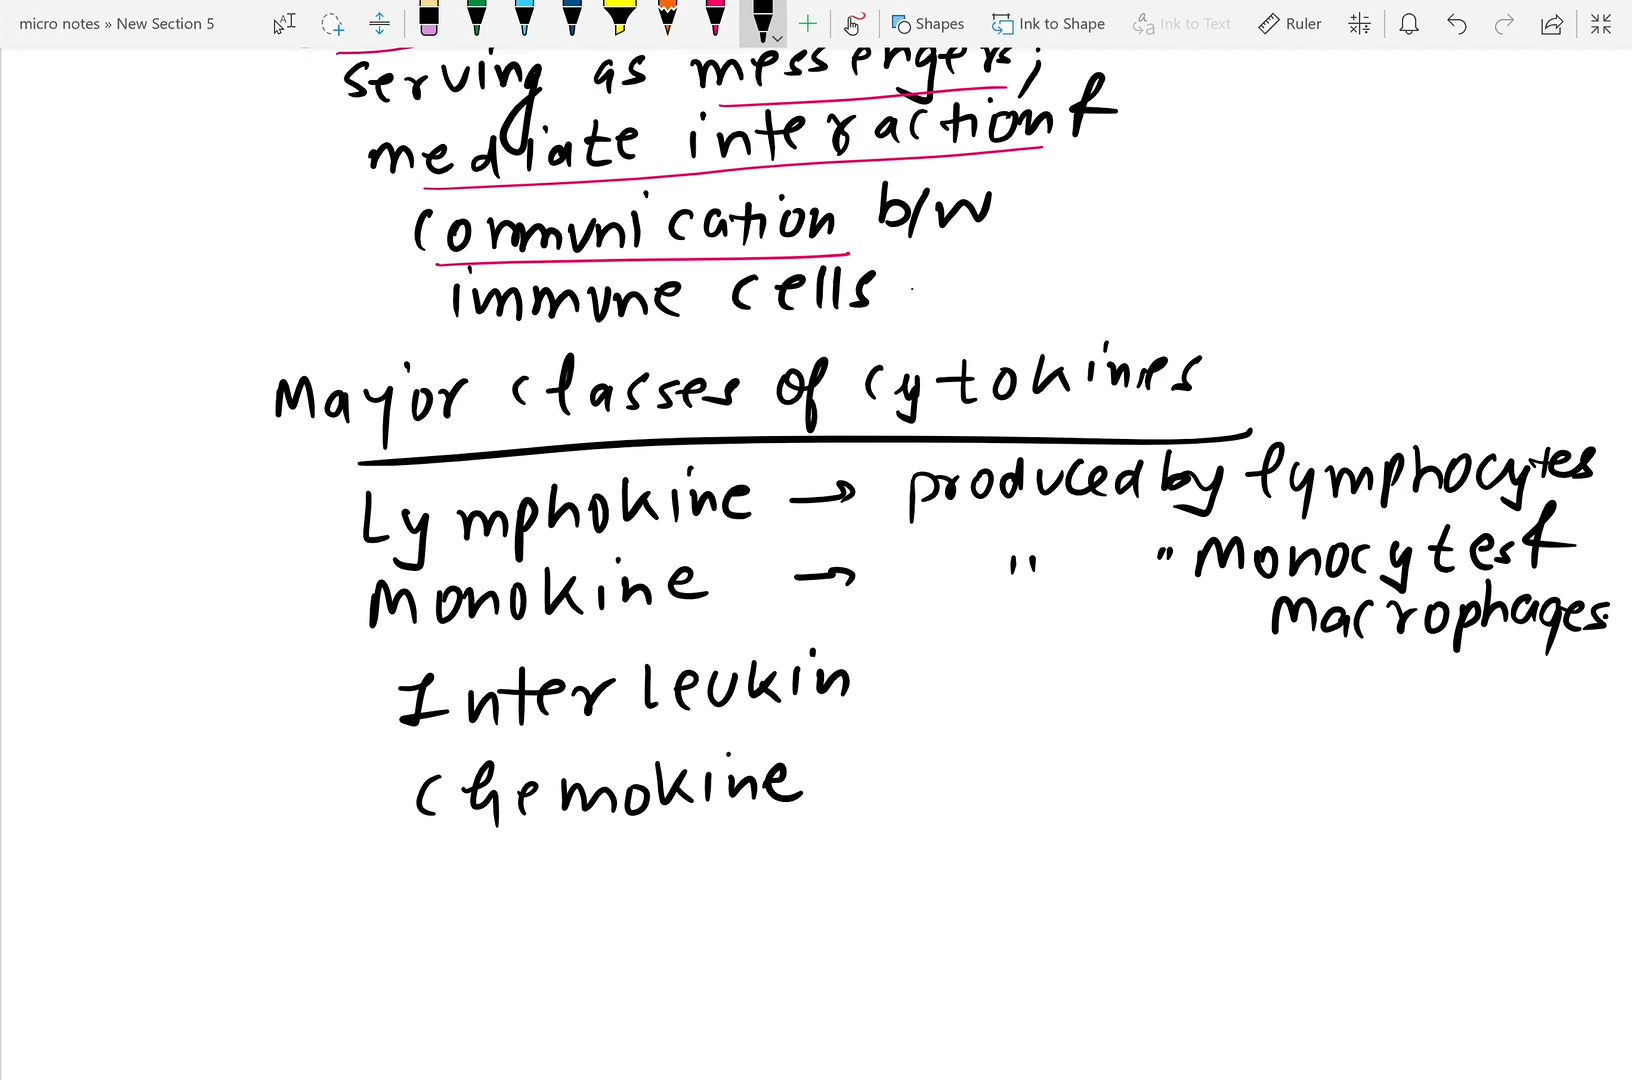 micro notes » New Section 5 Shapes Ink to Shape Ink to Text Ruler
serving as messengers,
mediate interaction &
communication b/w
immune cells
Major classes of cytokines
Lymphokine → produced by lymphocytes
Monokine → " " Monocytes &
Macrophages.
Interleukin
Chemokine